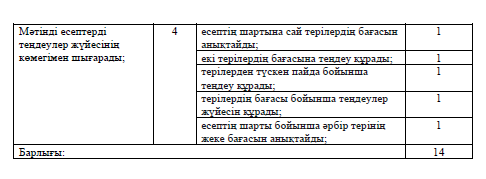 Мәтінді есептерді 4 есептің шартына сай терілердің бағасын 1
теңдеулер жүйесінің анықтайды;
көмегімен шығарады; екі терілердің бағасына теңдеу құрады; 1
терілерден түскен пайда бойынша 1
теңдеу құрады;
терілердің бағасы бойынша теңдеулер 1
жүйесін құрады;
есептің шарты бойынша әрбір терінің 1
жеке бағасын анықтайды;
Барлығы: 14